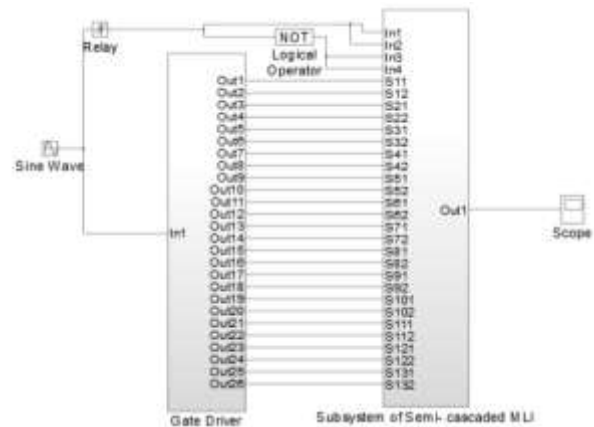 Relay
NOT
Logical
Operator
Sine Wave
In1
Out1
Out2
Out3
Out4
Out5
Out6
Out7
Out8
Out9
Out10
Out11
Out12
Out13
Out14
Out15
Out16
Out17
Out18
Out19
Out20
Out21
Out22
Out23
Out24
Out25
Out26
Gate Driver
In1
In2
In3
In4
S11
S12
S21
S22
S31
S32
S41
S42
S51
S52
S61
S62
S71
S72
S81
S82
S91
S92
S101
S102
S111
S112
S121
S122
S131
S132
Out1
Subsystem of Semi- cascaded MLI
Scope